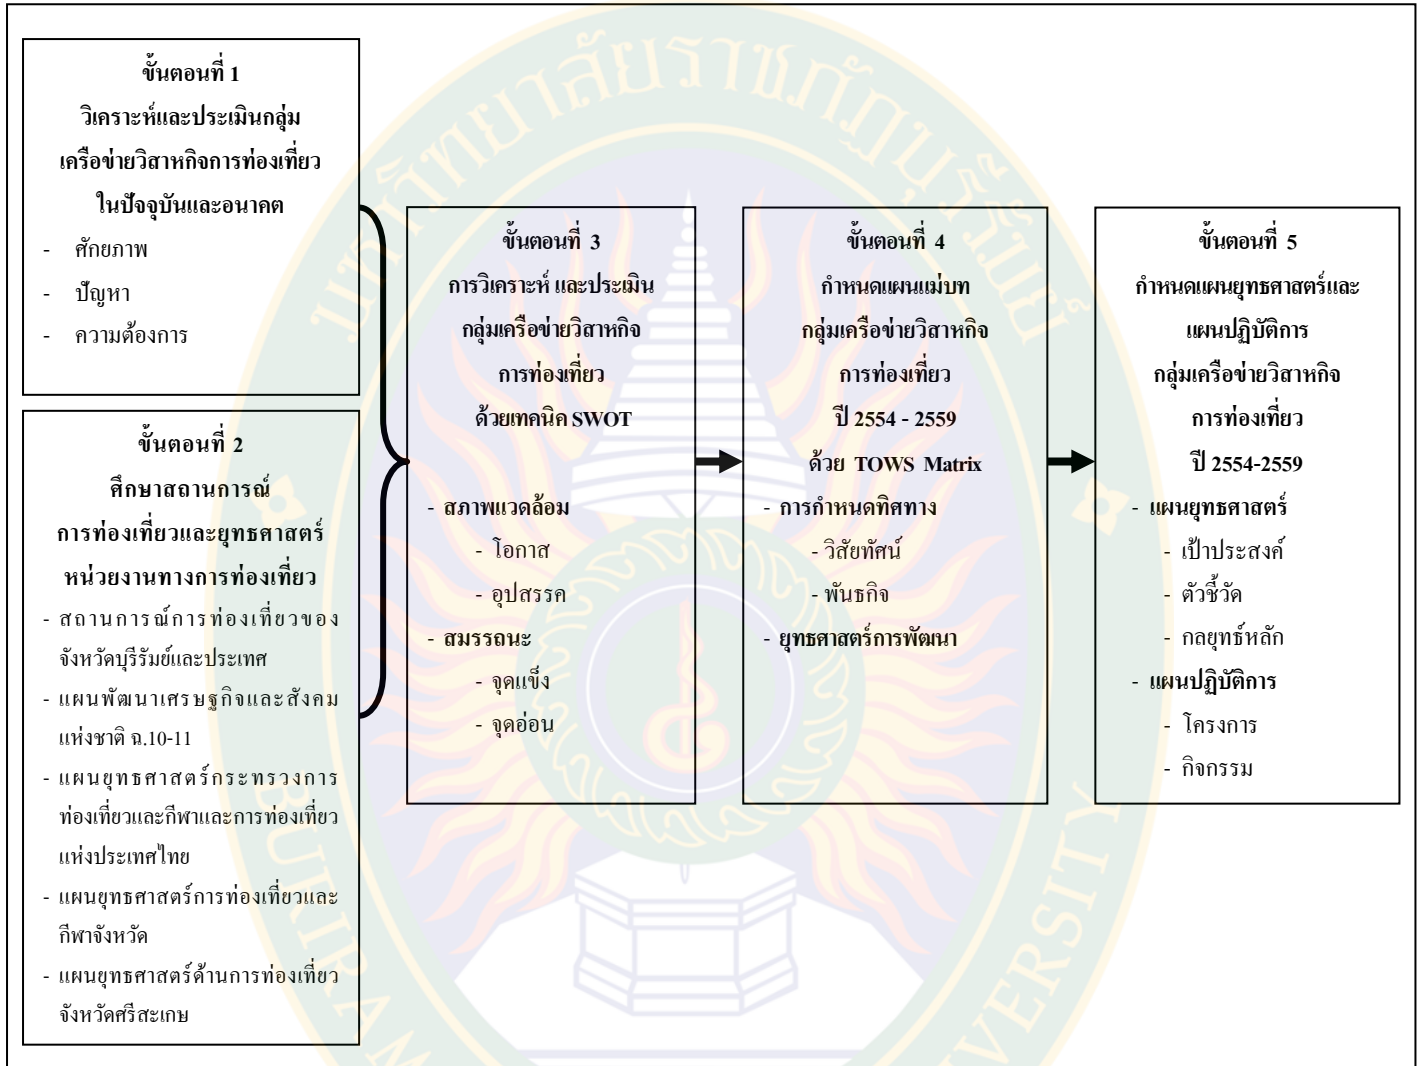 ขั้นตอนที่ 1
วิเคราะห์และประเมินกลุ่ม
เครือข่ายวิสาหกิจการท่องเที่ยว
ในปัจจุบันและอนาคต
- ศักยภาพ
- ปัญหา
- ความต้องการ
ขั้นตอนที่ 2
ศึกษาสถานการณ์
การท่องเที่ยวและยุทธศาสตร์
หน่วยงานทางการท่องเที่ยว
- สถานการณ์การท่องเที่ยวของ
จังหวัดบุรีรัมย์และประเทศ
- แผนพัฒนาเศรษฐกิจและสังคม
แห่งชาติ ฉ.10-11
- แผนยุทธศาสตร์กระทรวงการ
ท่องเที่ยวและกีฬาและการท่องเที่ยว
แห่งประเทศไทย
- แผนยุทธศาสตร์การท่องเที่ยวและ
กีฬาจังหวัด
- แผนยุทธศาสตร์ด้านการท่องเที่ยว
จังหวัดศรีสะเกษ
ขั้นตอนที่ 3
การวิเคราะห์ และประเมิน
กลุ่มเครือข่ายวิสาหกิจ
การท่องเที่ยว
ด้วยเทคนิค SWOT
- สภาพแวดล้อม
- โอกาส
- อุปสรรค
- สมรรถนะ
- จุดแข็ง
- จุดอ่อน
ขั้นตอนที่ 4
กำหนดแผนแม่บท
กลุ่มเครือข่ายวิสาหกิจ
การท่องเที่ยว
ปี 2554 - 2559
ด้วย TOWS Matrix
- การกำหนดทิศทาง
- วิสัยทัศน์
- พันธกิจ
- ยุทธศาสตร์การพัฒนา
ขั้นตอนที่ 5
กำหนดแผนยุทธศาสตร์และ
แผนปฏิบัติการ
กลุ่มเครือข่ายวิสาหกิจ
การท่องเที่ยว
ปี 2554-2559
- แผนยุทธศาสตร์
- เป้าประสงค์
- ตัวชี้วัด
- กลยุทธ์หลัก
- แผนปฏิบัติการ
- โครงการ
- กิจกรรม
มหาวิทยาลัยราชภัฏบุรีรัมย์